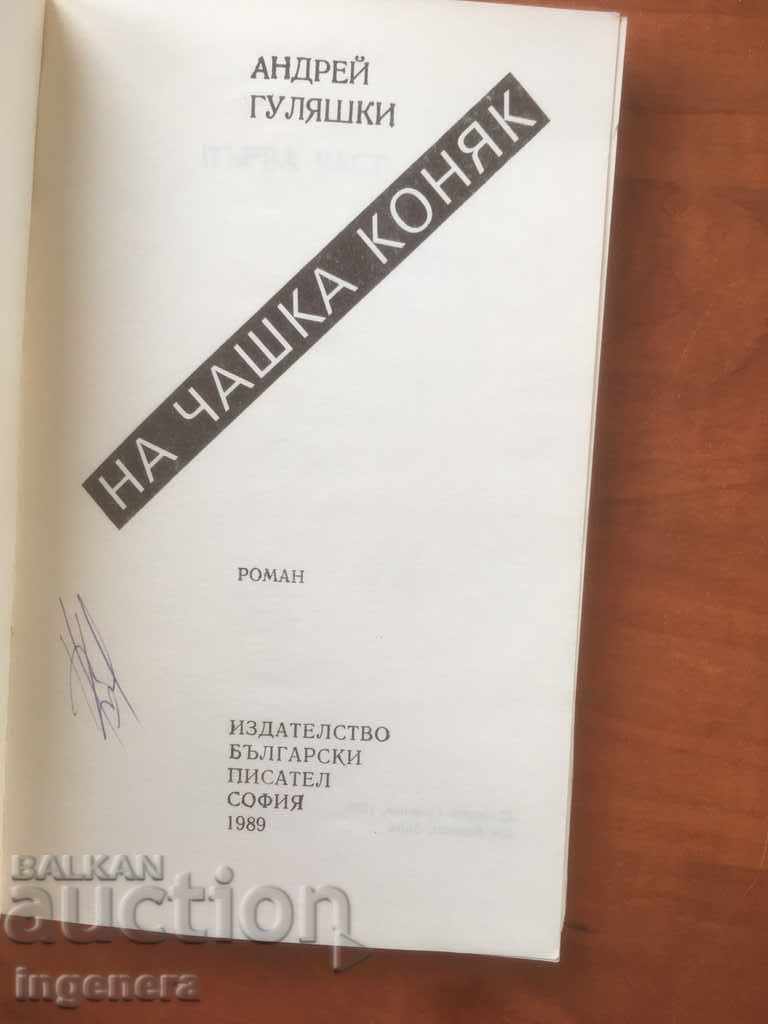 АНДРЕЙ
ГУЛЯШКИ
НА ЧАШКА КОНЯК
РОМАН
ИЗДАТЕЛСТВО
БЪЛГАРСКИ
ПИСАТЕЛ
СОФИЯ
1989
BALKAN
auction
ingenera